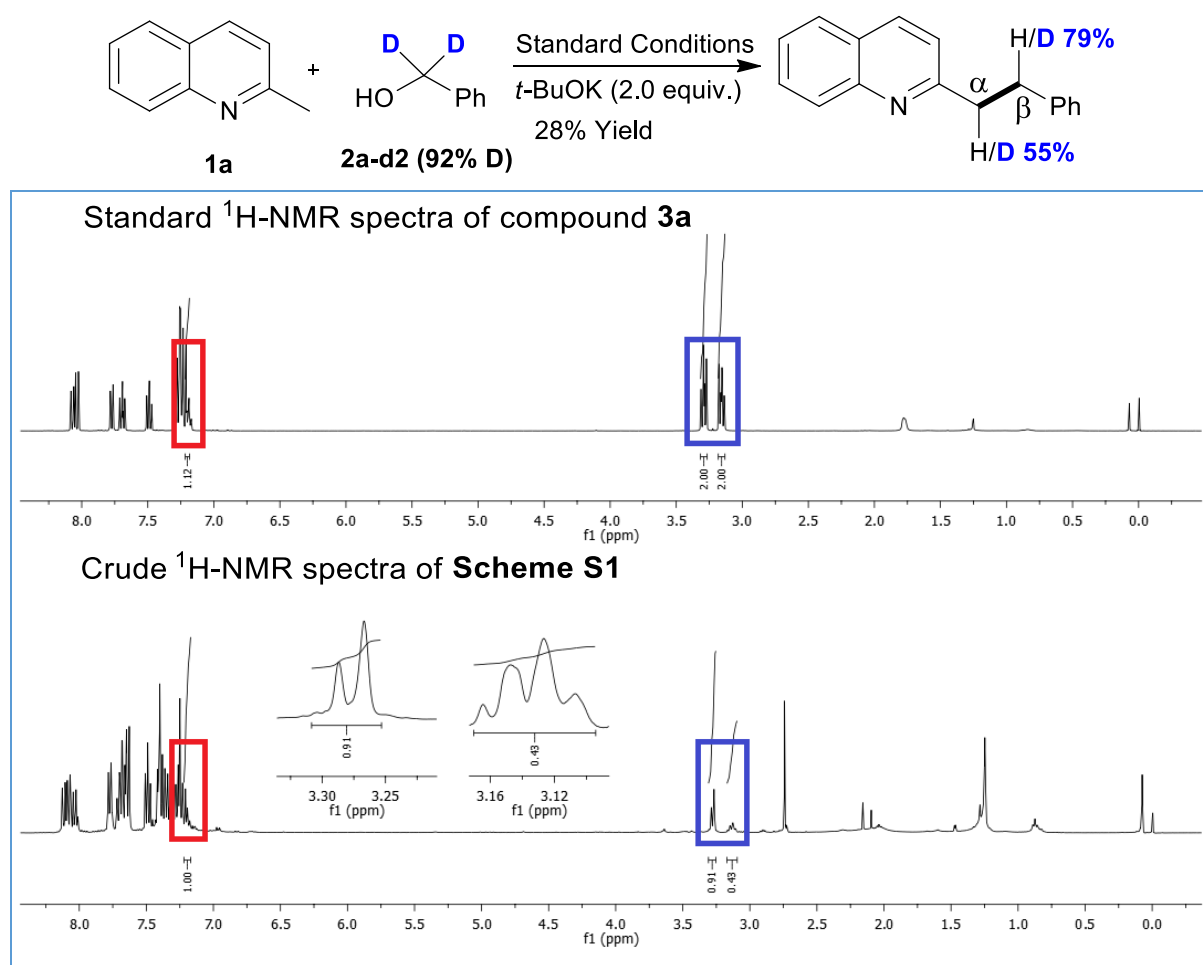 D D
H/D 79%
Standard Conditions
+
HO Ph
t-BuOK (2.0 equiv.)
α
N
N
β
Ph
28% Yield
1a
2a-d2 (92% D)
H/D 55%
Standard ¹H-NMR spectra of compound 3a
1.12
2.00
2.00
8.0 7.5 7.0 6.5 6.0 5.5 5.0 4.5 4.0 3.5 3.0 2.5 2.0 1.5 1.0 0.5 0.0
f1 (ppm)
Crude ¹H-NMR spectra of Scheme S1
0.91
0.43
3.30 3.25
f1 (ppm)
3.16 3.12
f1 (ppm)
1.00
0.91
0.43
8.0 7.5 7.0 6.5 6.0 5.5 5.0 4.5 4.0 3.5 3.0 2.5 2.0 1.5 1.0 0.5 0.0
f1 (ppm)